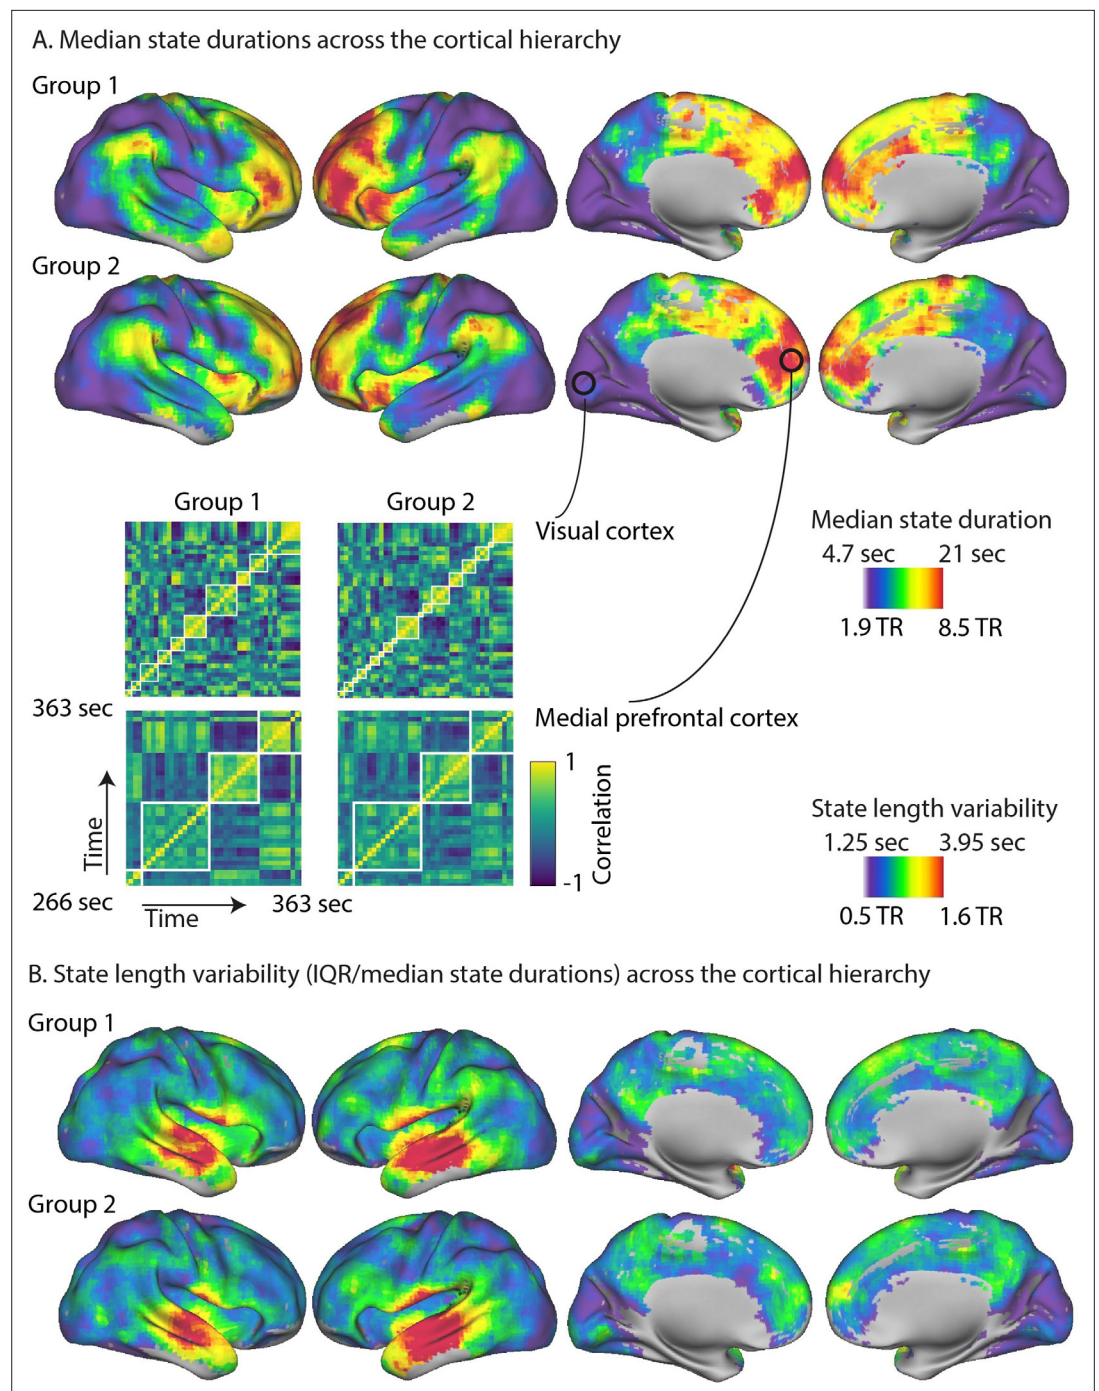 A. Median state durations across the cortical hierarchy
Group 1
Group 2
Group 1
Group 2
Visual cortex
Median state duration
4.7 sec
21 sec
1.9 TR
8.5 TR
363 sec
Medial prefrontal cortex
Time
1
-1
Correlation
State length variability
1.25 sec
3.95 sec
0.5 TR
1.6 TR
266 sec
Time
363 sec
B. State length variability (IQR/median state durations) across the cortical hierarchy
Group 1
Group 2